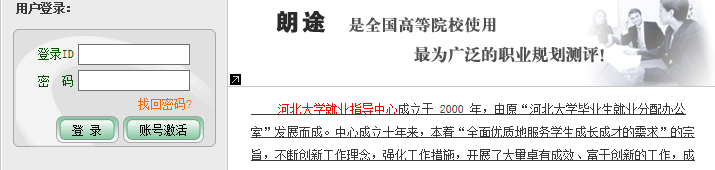 用户登录：
登录ID
密 码
找回密码?
登 录
账号激活
朗途 是全国高等院校使用
最为广泛的职业规划测评!
河北大学就业指导中心成立于 2000 年，由原“河北大学毕业生就业分配办公
室”发展而成。中心成立十年来，本着“全面优质地服务学生成长成才的需求”的宗
旨，不断创新工作理念，强化工作措施，开展了大量卓有成效、富于创新的工作，成